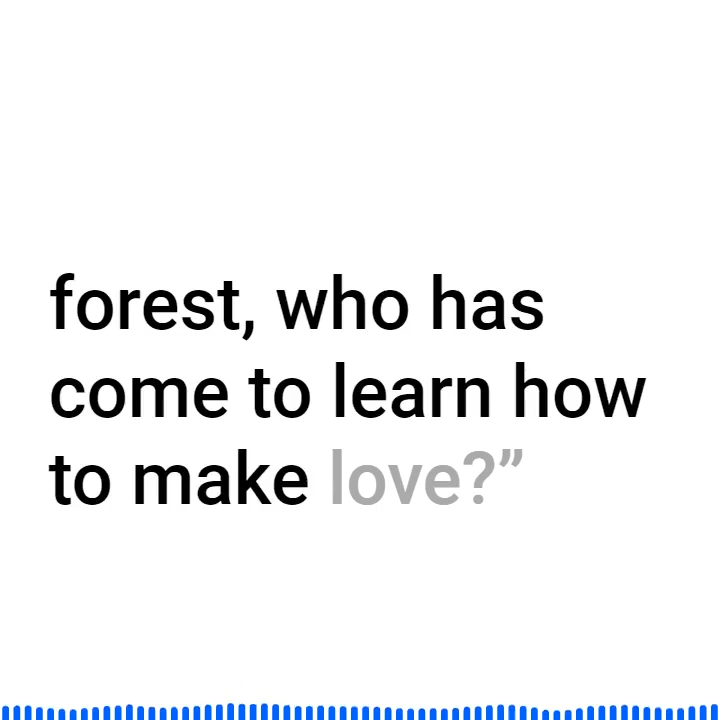 forest, who has
come to learn how
to make love?”